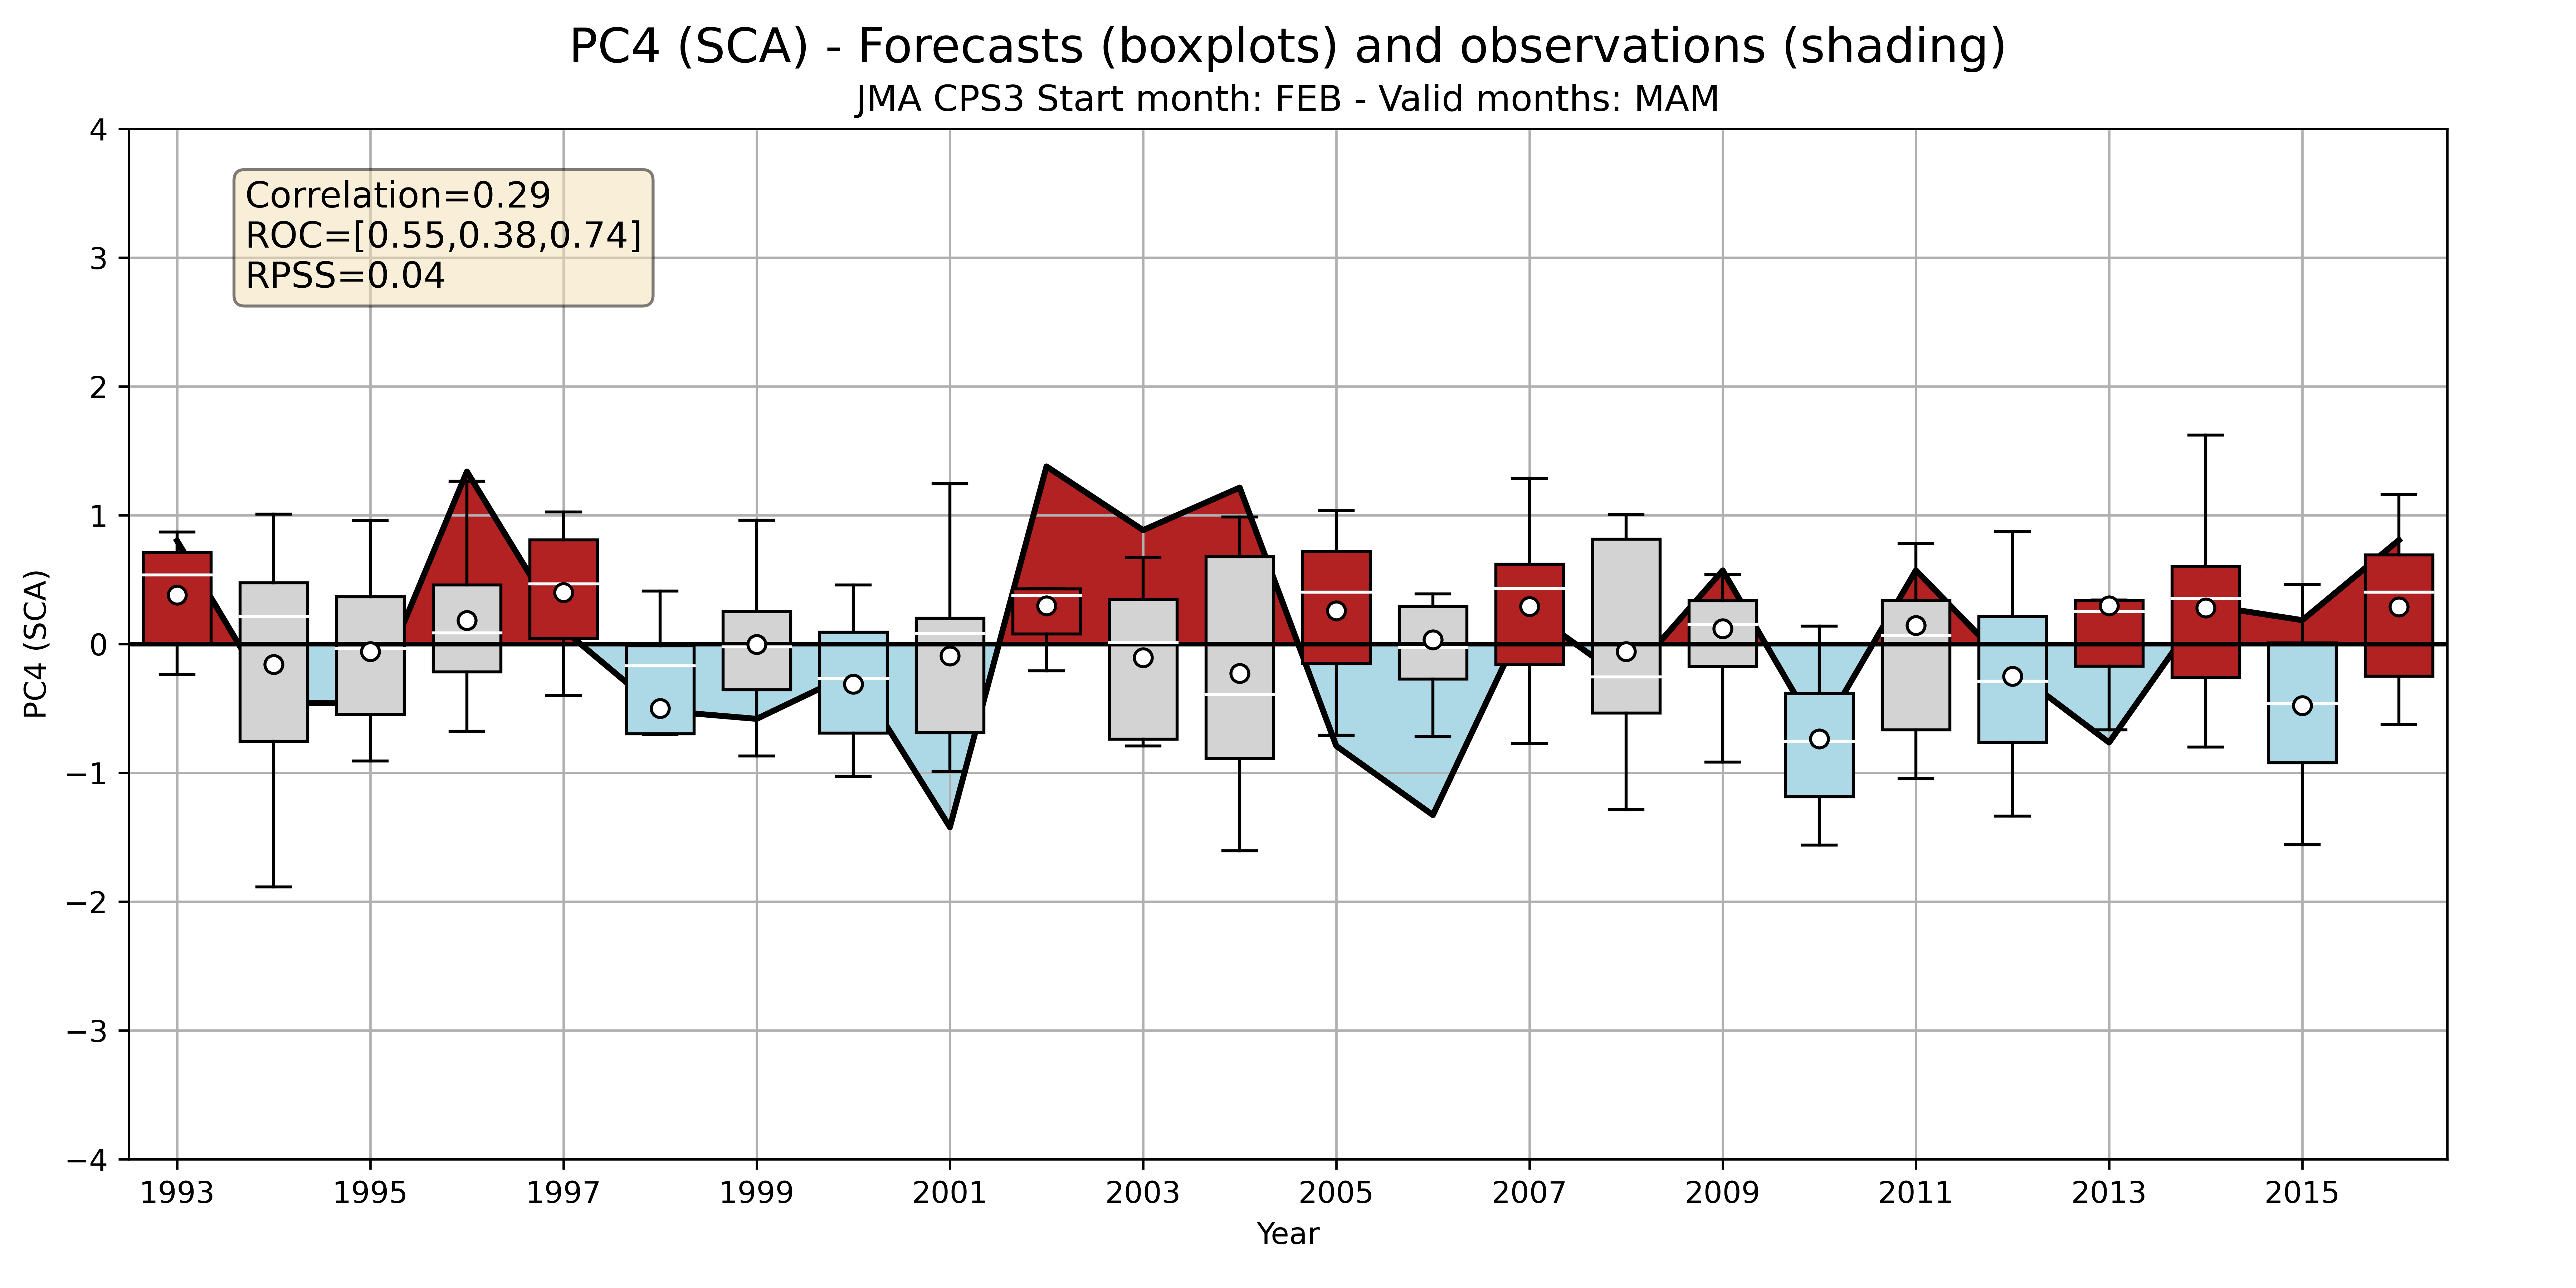 PC4 (SCA) - Forecasts (boxplots) and observations (shading)
JMA CPS3 Start month: FEB - Valid months: MAM
Correlation=0.29
ROC=[0.55,0.38,0.74]
RPSS=0.04
PC4 (SCA)
4
3
2
1
0
−1
−2
−3
−4
1993 1995 1997 1999 2001 2003 2005 2007 2009 2011 2013 2015
Year